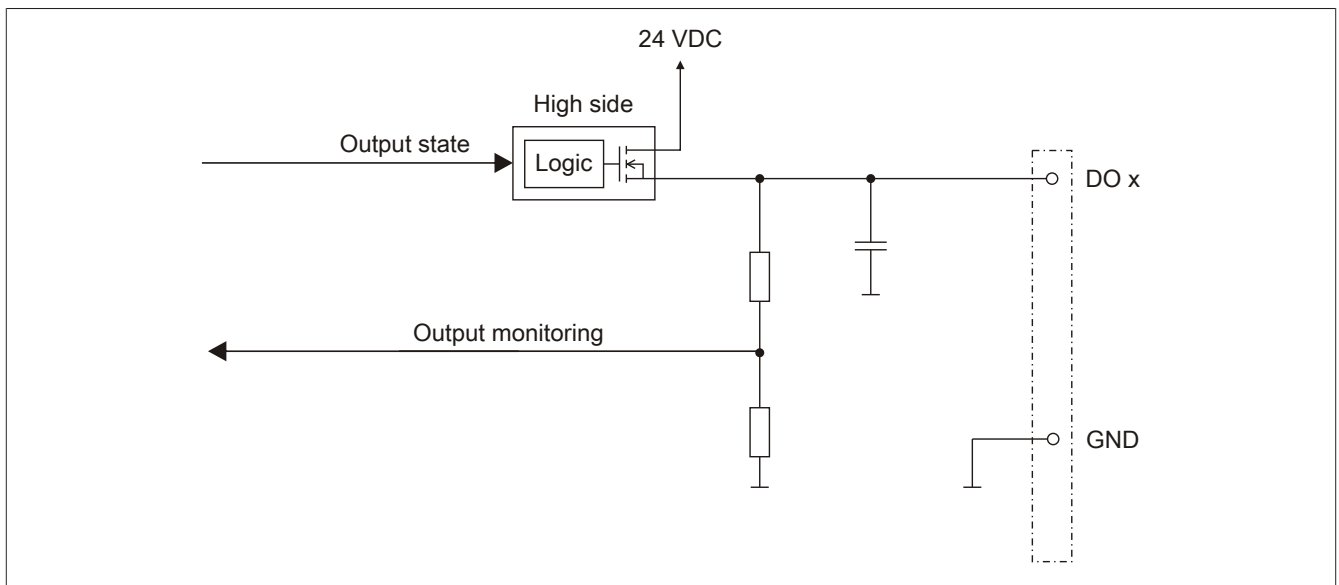 24 VDC
High side
Output state
Logic
DO x
Output monitoring
GND